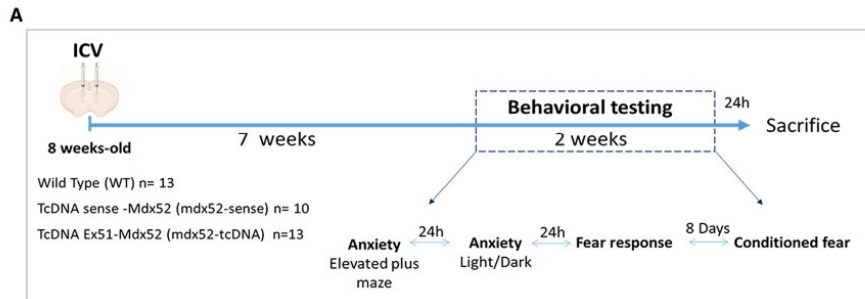 A
ICV
Behavioral testing
24h
7 weeks
2 weeks
Sacrifice
8 weeks-old
Wild Type (WT) n= 13
TcDNA sense -Mdx52 (mdx52-sense) n= 10
TcDNA Ex51-Mdx52 (mdx52-tcDNA) n=13
24h
24h
8 Days
Anxiety
Elevated plus
maze
Anxiety
Light/Dark
Fear response
Conditioned fear